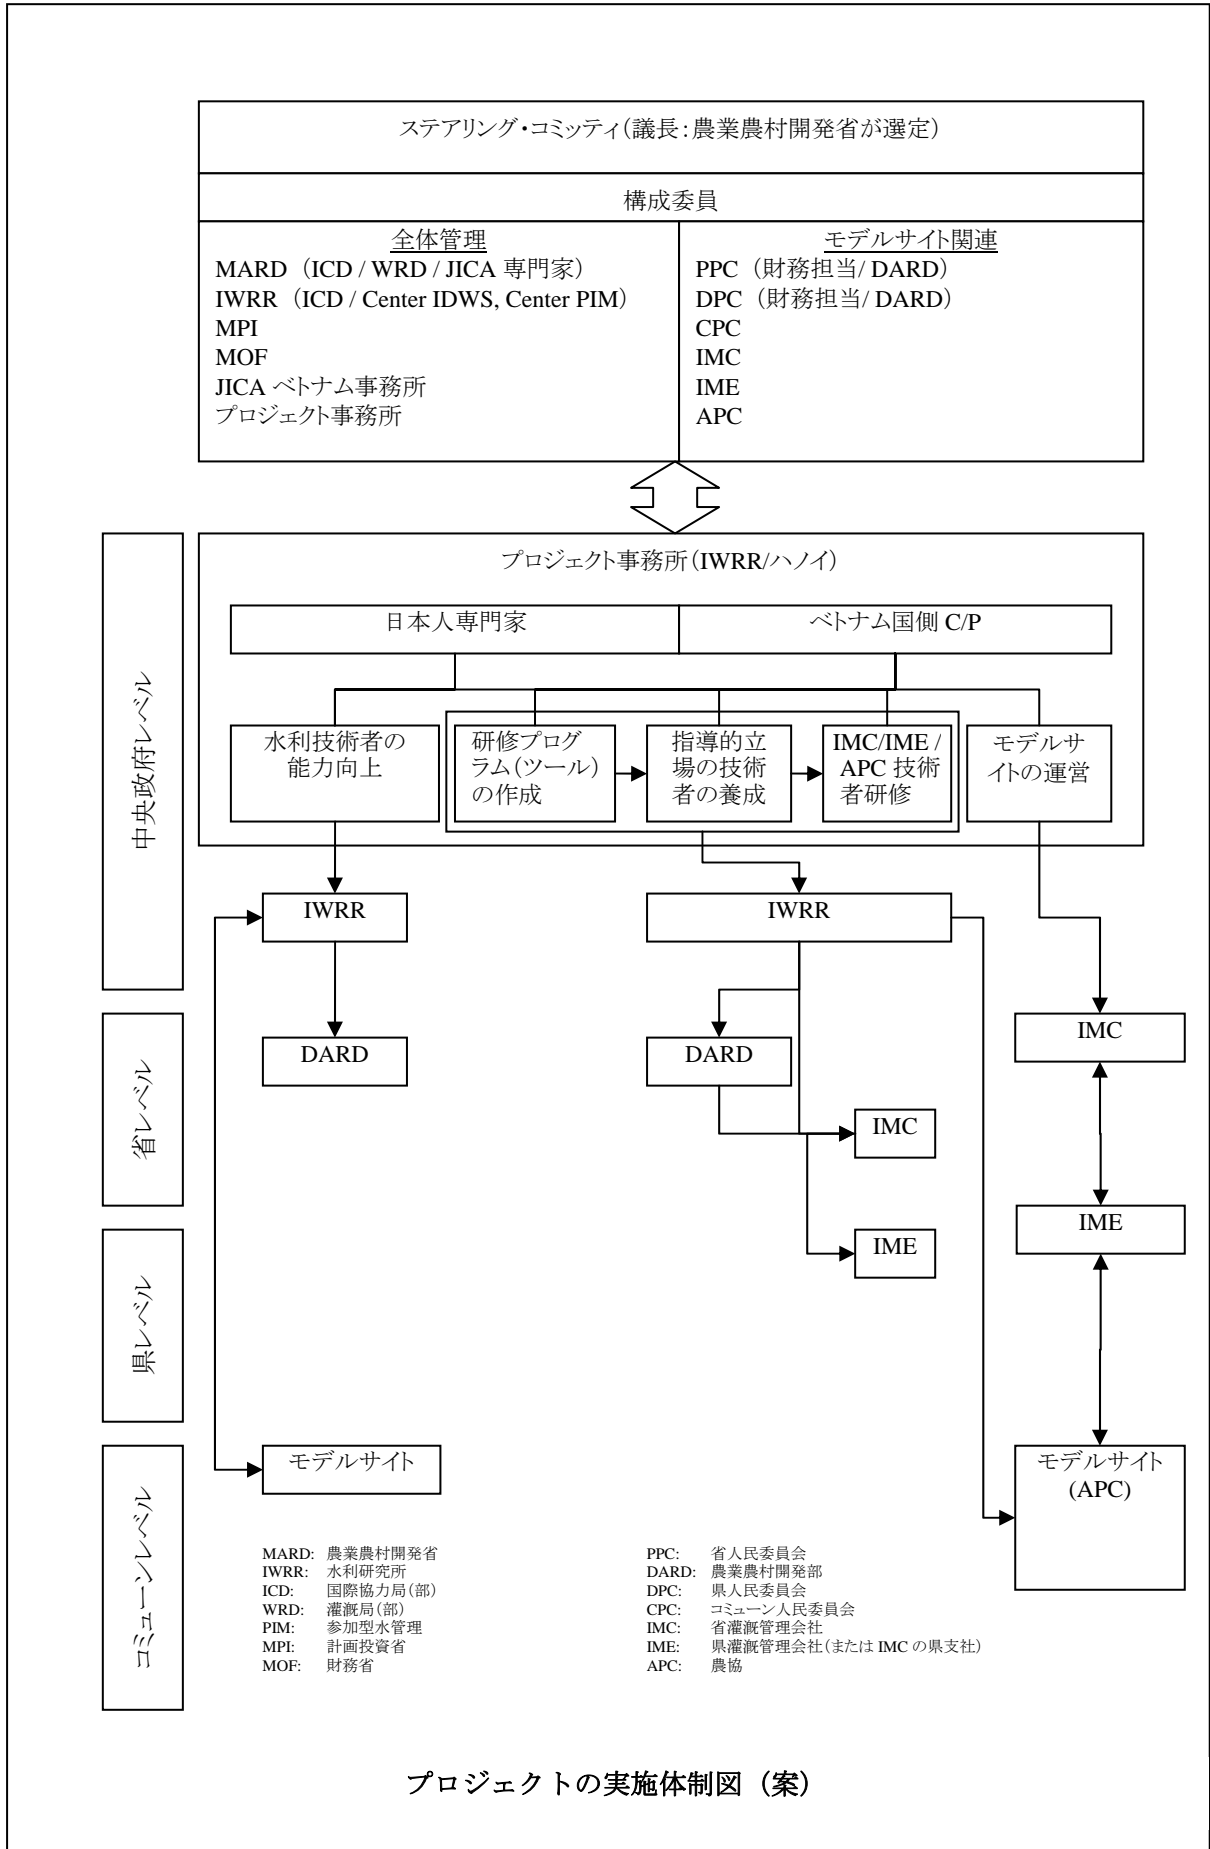 ステアリング・コミッティ(議長：農業農村開発省が選定)
構成委員
全体管理
MARD（ICD / WRD / JICA 専門家）
IWRR（ICD / Center IDWS, Center PIM）
MPI
MOF
JICA ベトナム事務所
プロジェクト事務所
モデルサイト関連
PPC（財務担当/ DARD）
DPC（財務担当/ DARD）
CPC
IMC
IME
APC
中央政府レベル
プロジェクト事務所(IWRR/ハノイ)
日本人専門家
ベトナム国側 C/P
水利技術者の
能力向上
研修プログ
ラム(ツール)
の作成
指導的立
場の技術
者の養成
IMC/IME /
APC 技術
者研修
モデルサ
イトの運営
IWRR
IWRR
省レベル
DARD
DARD
IMC
IMC
県レベル
IME
IME
コミューンレベル
モデルサイト
モデルサイト
(APC)
MARD: 農業農村開発省
IWRR: 水利研究所
ICD: 国際協力局(部)
WRD: 灌漑局(部)
PIM: 参加型水管理
MPI: 計画投資省
MOF: 財務省
PPC: 省人民委員会
DARD: 農業農村開発部
DPC: 県人民委員会
CPC: コミューン人民委員会
IMC: 省灌漑管理会社
IME: 県灌漑管理会社(または IMC の県支社)
APC: 農協
プロジェクトの実施体制図（案）